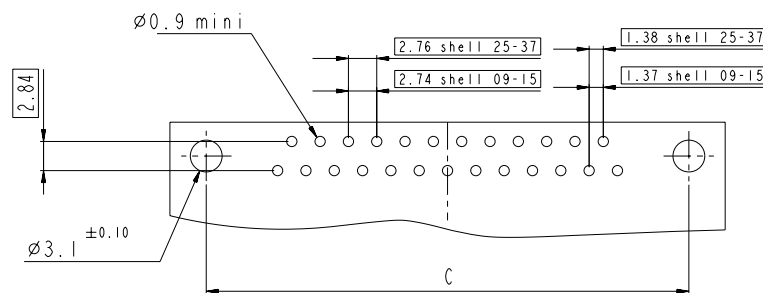 Ø0.9 mini
2.76 shell 25-37
1.38 shell 25-37
2.74 shell 09-15
1.37 shell 09-15
2.84
Ø3.1 ±0.10
C